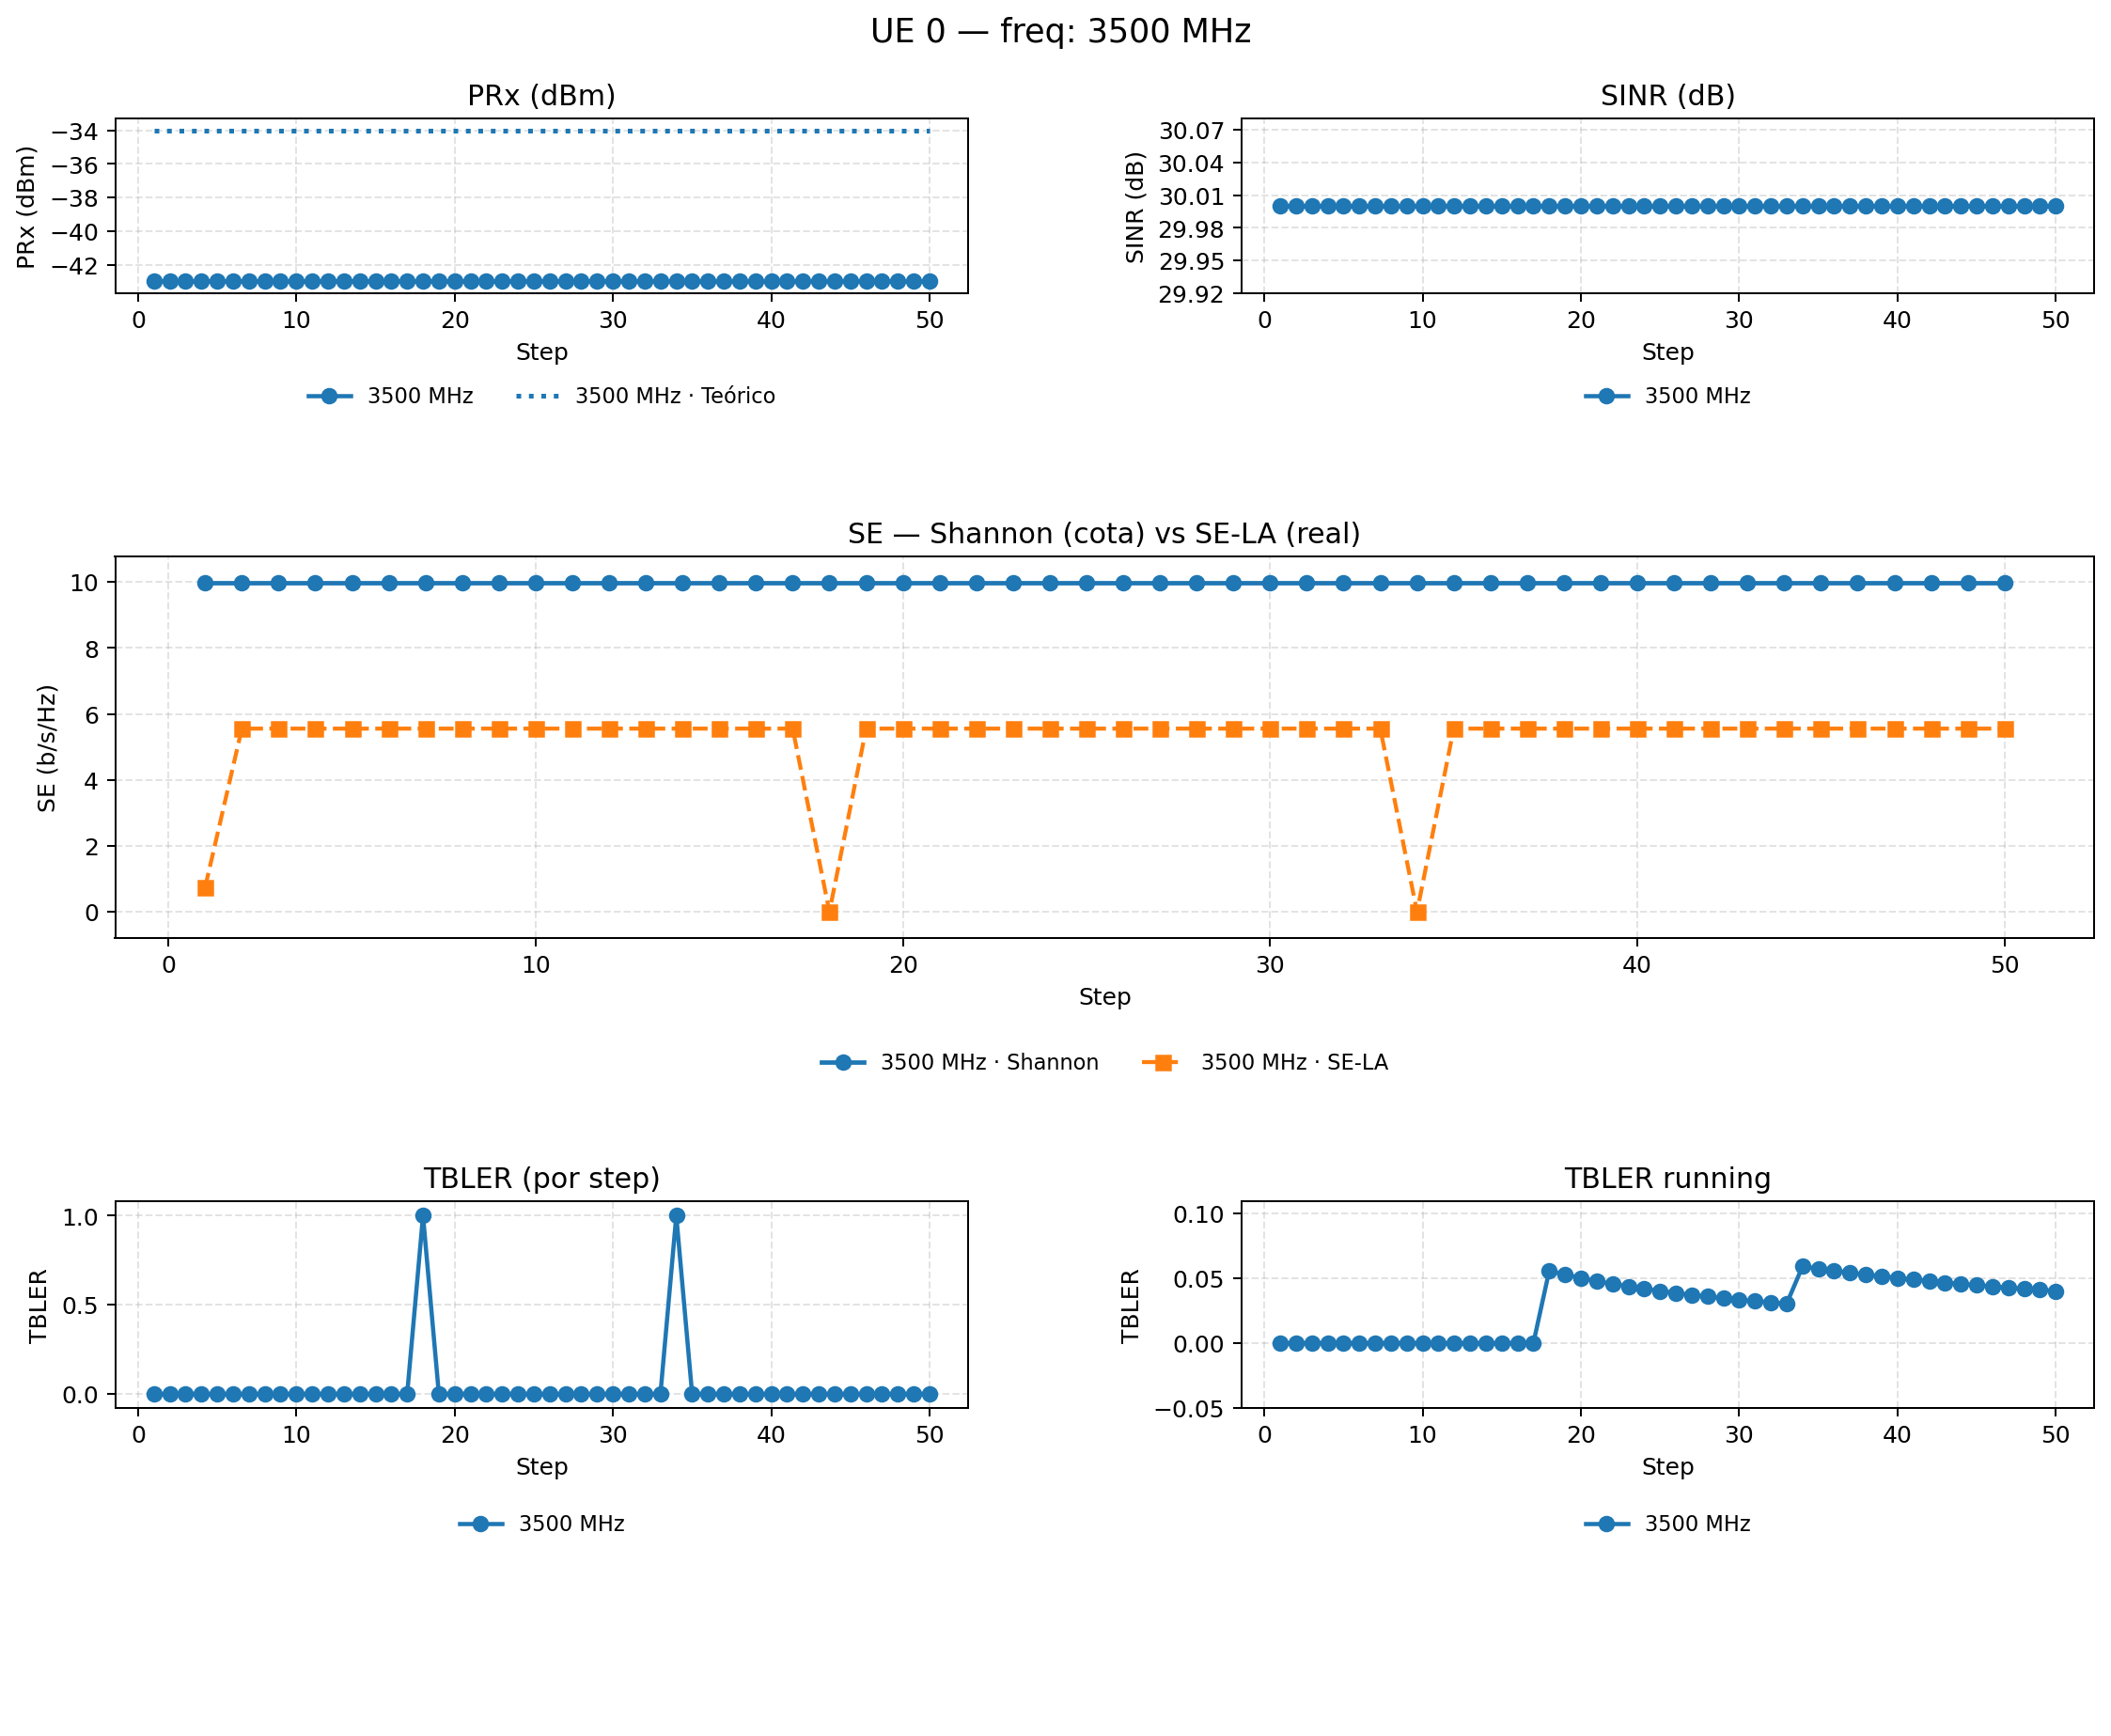 UE 0 — freq: 3500 MHz
PRx (dBm)
PRx (dBm)
−34
−36
−38
−40
−42
0 10 20 30 40 50
Step
3500 MHz
3500 MHz · Teórico
SINR (dB)
SINR (dB)
30.07
30.04
30.01
29.98
29.95
29.92
0 10 20 30 40 50
Step
3500 MHz
SE — Shannon (cota) vs SE-LA (real)
SE (b/s/Hz)
10
8
6
4
2
0
0 10 20 30 40 50
Step
3500 MHz · Shannon
3500 MHz · SE-LA
TBLER (por step)
TBLER
1.0
0.5
0.0
0 10 20 30 40 50
Step
3500 MHz
TBLER running
TBLER
0.10
0.05
0.00
−0.05
0 10 20 30 40 50
Step
3500 MHz